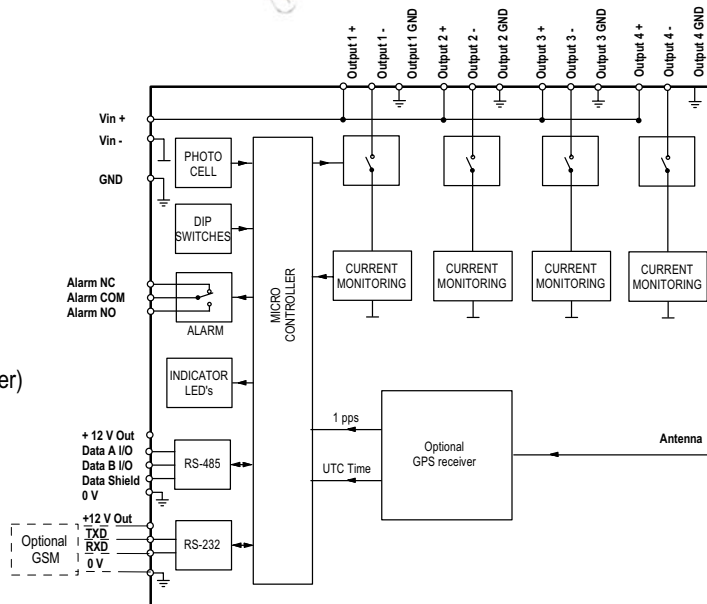 Output 1 +
Output 1 -
Output 1 GND
Output 2 +
Output 2 -
Output 2 GND
Output 3 +
Output 3 -
Output 3 GND
Output 4 +
Output 4 -
Output 4 GND
Vin +
Vin -
GND
PHOTO
CELL
DIP
SWITCHES
Alarm NC
Alarm COM
Alarm NO
ALARM
MICRO
CONTROLLER
CURRENT
MONITORING
CURRENT
MONITORING
CURRENT
MONITORING
CURRENT
MONITORING
er)
INDICATOR
LED's
+ 12 V Out
Data A I/O
Data B I/O
Data Shield
0 V
RS-485
1 pps
UTC Time
Optional
GPS receiver
Antenna
Optional
GSM
+12 V Out
TXD
RXD
0 V
RS-232